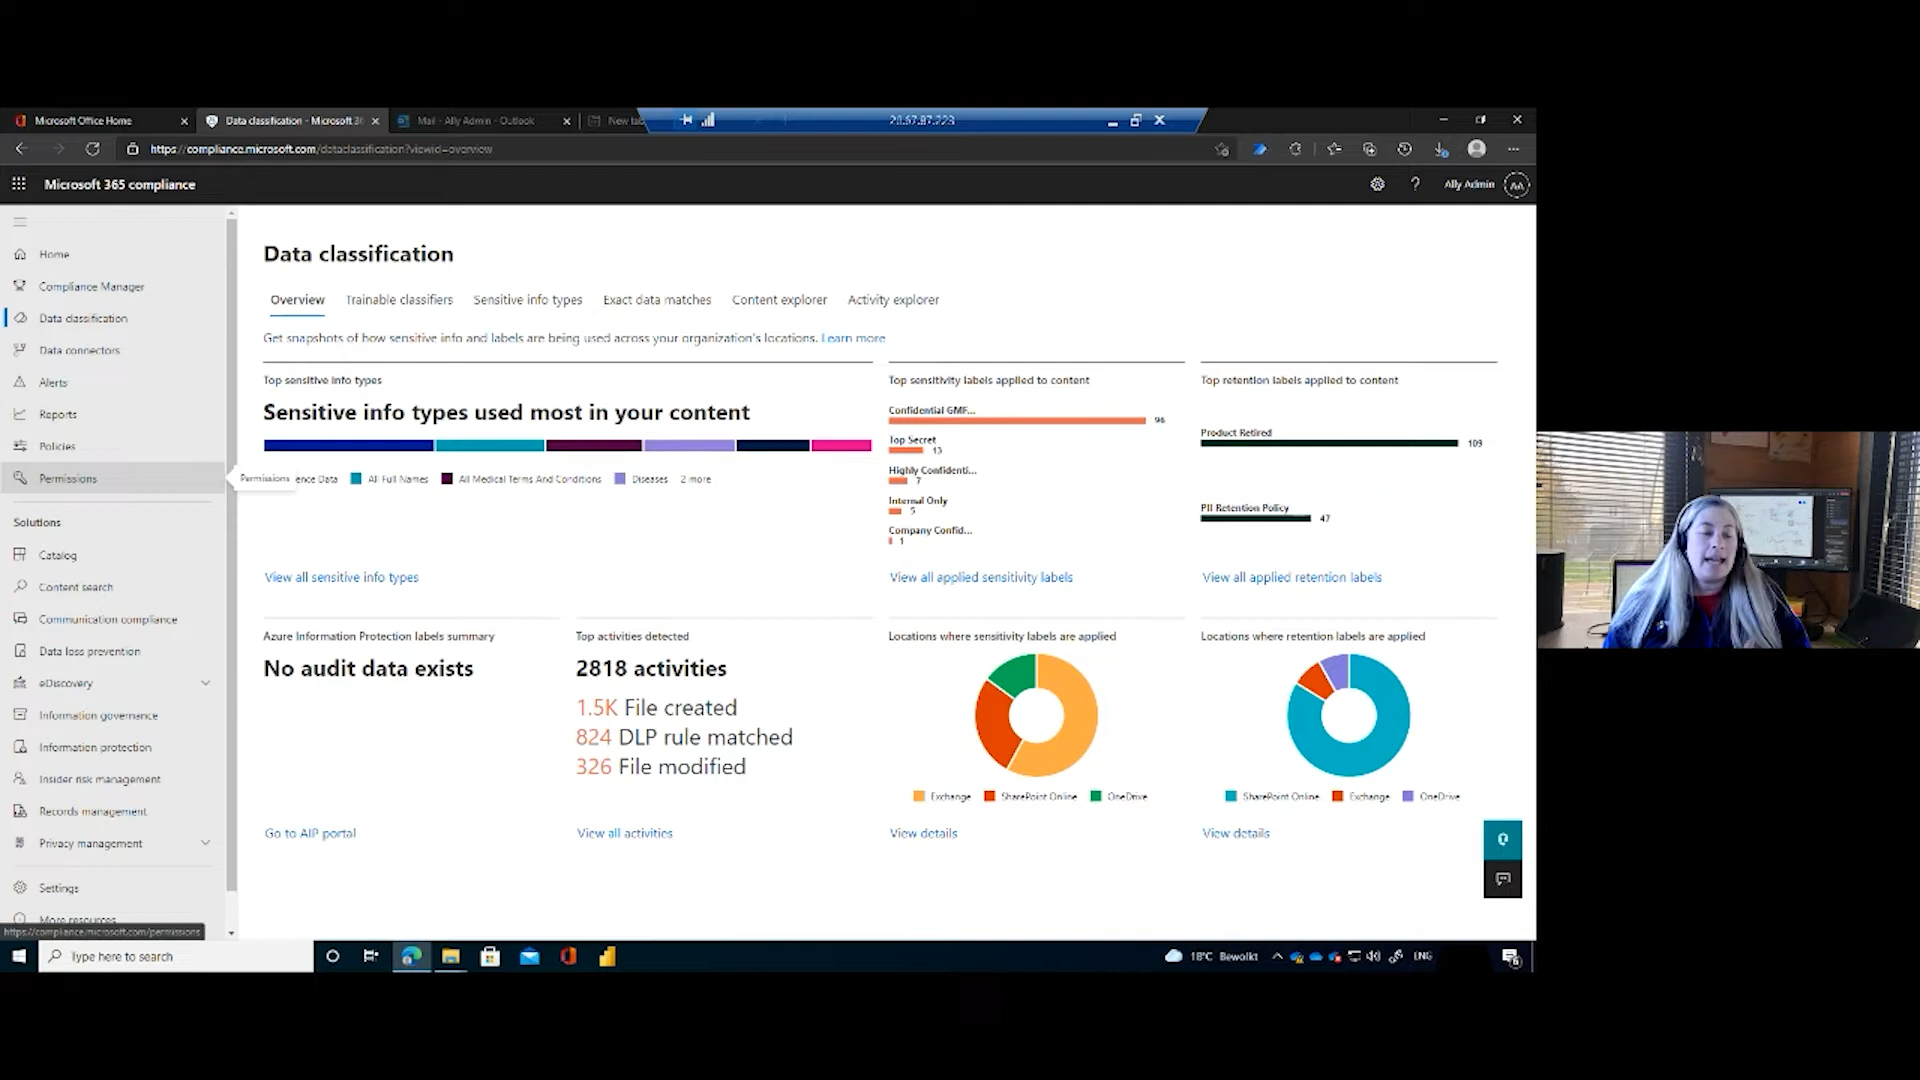 Microsoft Office Home
Data classification - Microsoft 36
Mail - Ally Admin - Outlook
New tab
20.67.87.223
https://compliance.microsoft.com/dataclassification?viewid=overview
Microsoft 365 compliance
Ally Admin
AA
Home
Compliance Manager
Data classification
Data connectors
Alerts
Reports
Policies
Permissions
Solutions
Catalog
Content search
Communication compliance
Data loss prevention
eDiscovery
Information governance
Information protection
Insider risk management
Records management
Privacy management
Settings
More resources
https://compliance.microsoft.com/permissions
Data classification
Overview
Trainable classifiers
Sensitive info types
Exact data matches
Content explorer
Activity explorer
Get snapshots of how sensitive info and labels are being used across your organization's locations. Learn more
Top sensitive info types
Sensitive info types used most in your content
Permissions
ence Data
All Full Names
All Medical Terms And Conditions
Diseases
2 more
View all sensitive info types
Top sensitivity labels applied to content
Confidential GMF...
96
Top Secret
13
Highly Confidenti...
7
Internal Only
5
Company Confid...
1
View all applied sensitivity labels
Top retention labels applied to content
Product Retired
109
PII Retention Policy
47
View all applied retention labels
Azure Information Protection labels summary
No audit data exists
Go to AIP portal
Top activities detected
2818 activities
1.5K File created
824 DLP rule matched
326 File modified
View all activities
Locations where sensitivity labels are applied
Exchange
SharePoint Online
OneDrive
View details
Locations where retention labels are applied
SharePoint Online
Exchange
OneDrive
View details
Type here to search
18°C Bewolkt
ENG